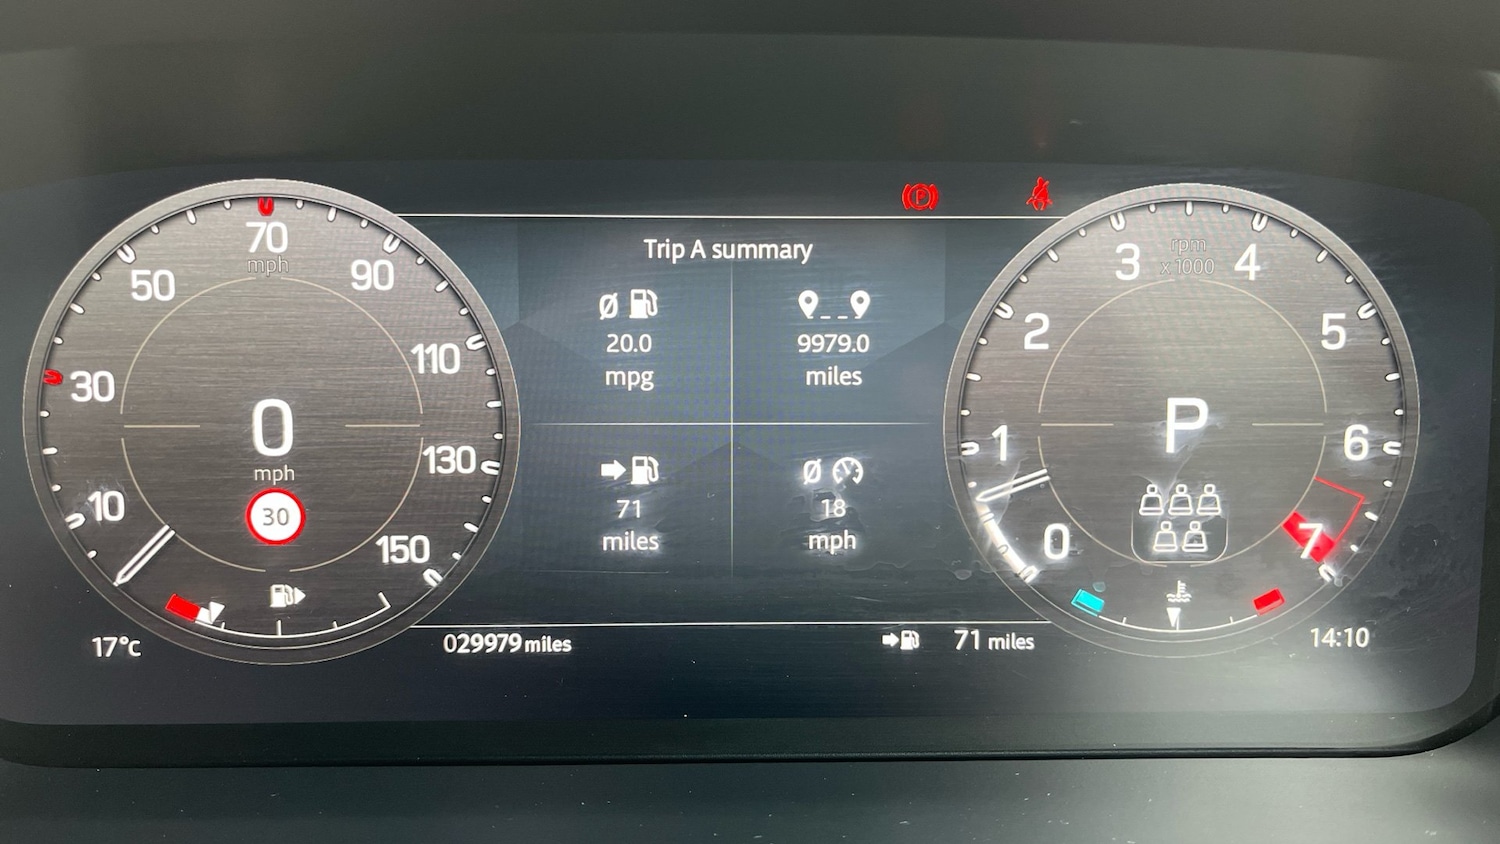 Trip A summary
20.0
mpg
9979.0
miles
71
miles
18
mph
10
30
50
70
mph
90
110
130
150
0
mph
30
0
1
2
3
rpm
x 1000
4
5
6
7
P
P
17°C
029979 miles
71 miles
14:10